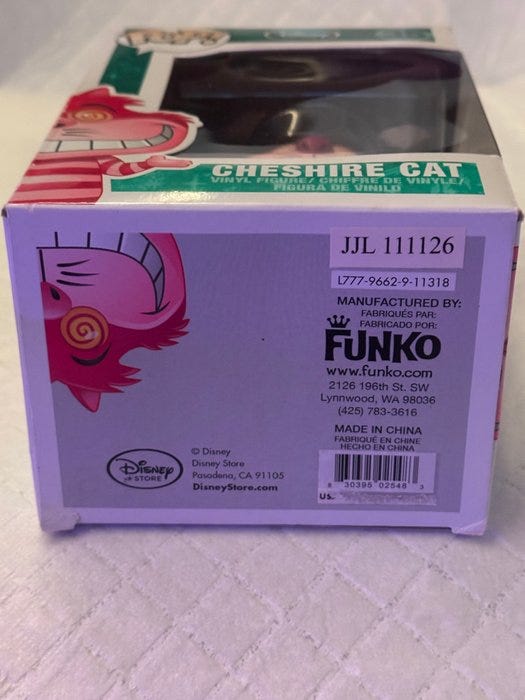 CHESHIRE CAT
VINYL FIGURE/ CHIFFRE DE VINYLE/
FIGURA DE VINILO
JJL 111126
L777-9662-9-11318
MANUFACTURED BY:
FABRIQUÉS PAR:
FABRICADO POR:
FUNKO
www.funko.com
2126 196th St. SW
Lynnwood, WA 98036
(425) 783-3616
MADE IN CHINA
FABRIQUÉ EN CHINE
HECHO EN CHINA
8 30395 02548 3
US.
DISNEY
STORE
© Disney
Disney Store
Pasadena, CA 91105
DisneyStore.com